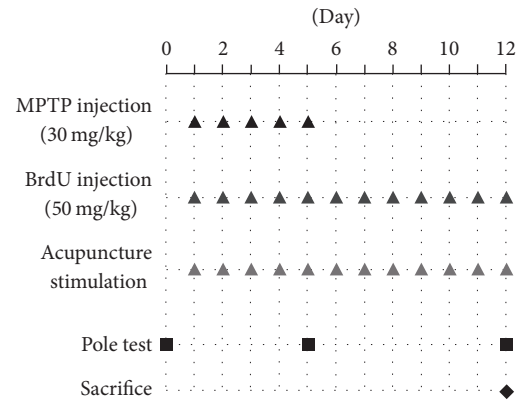 (Day)
0 2 4 6 8 10 12
MPTP injection
(30 mg/kg)
BrdU injection
(50 mg/kg)
Acupuncture
stimulation
Pole test
Sacrifice